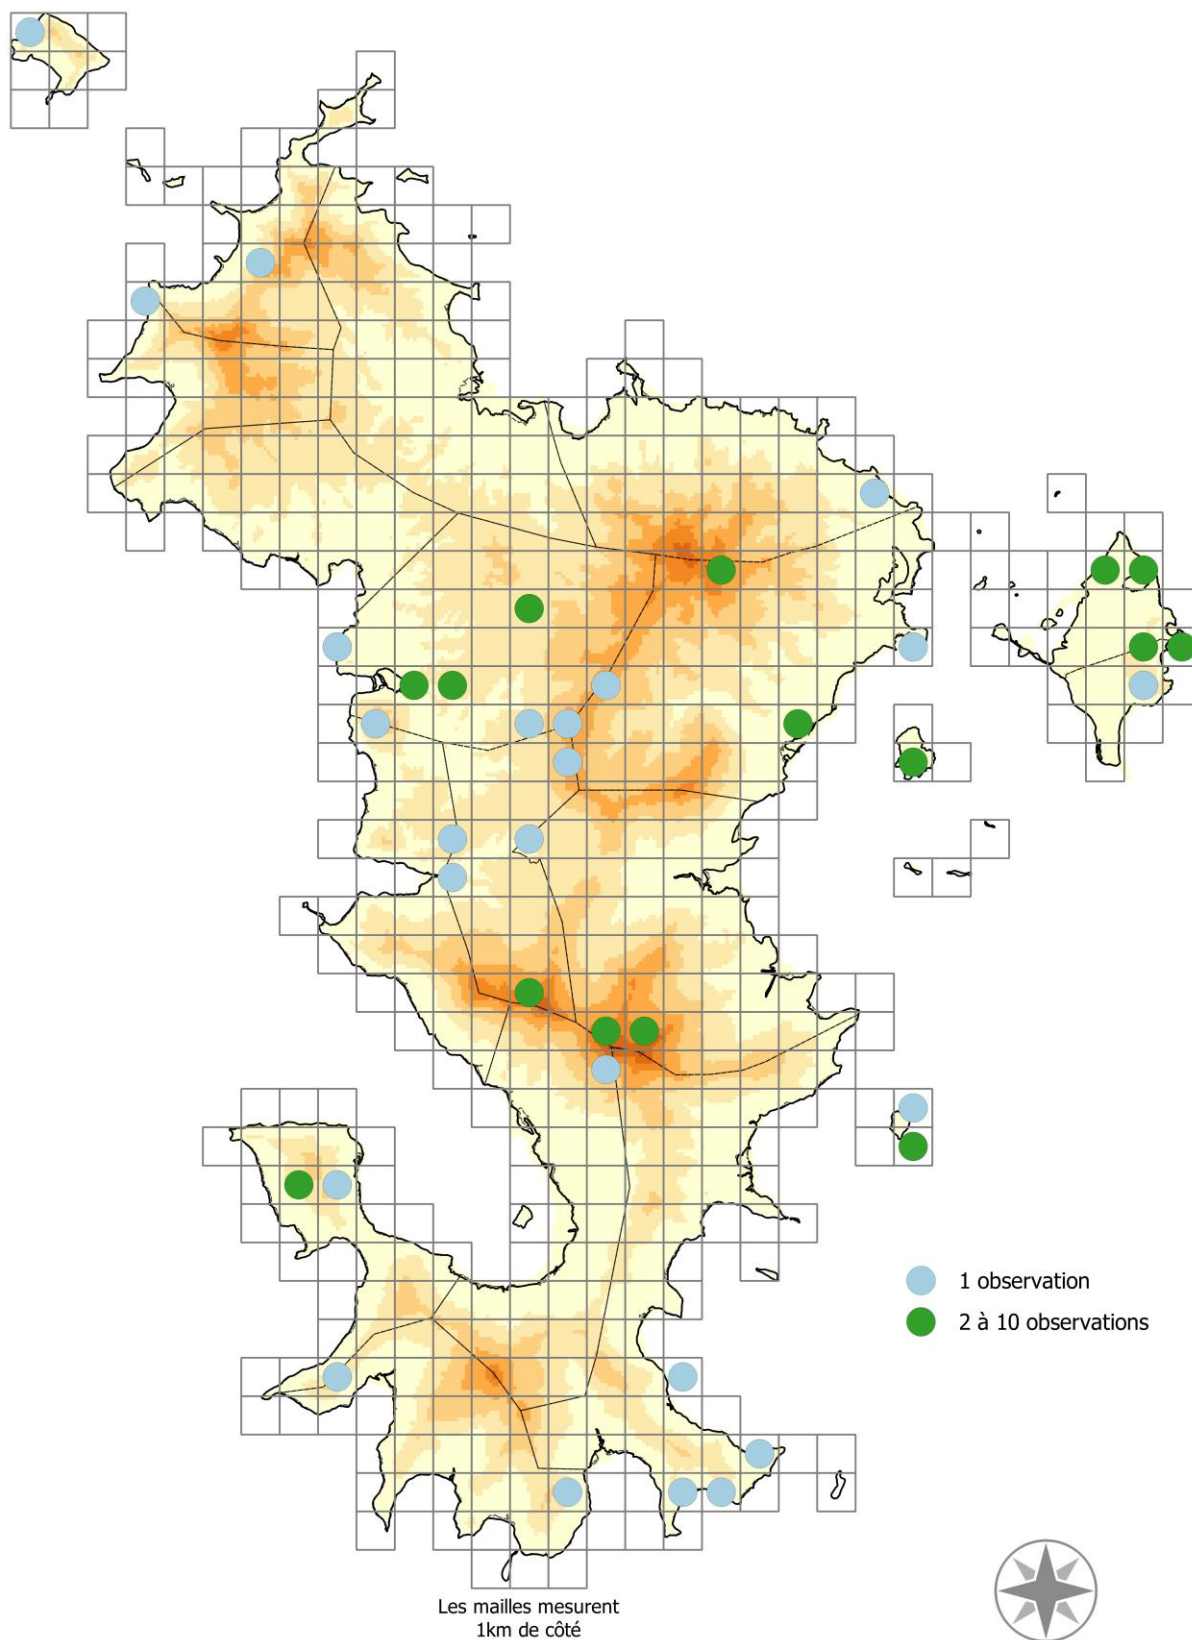 1 observation
2 à 10 observations
Les mailles mesurent
1km de côté